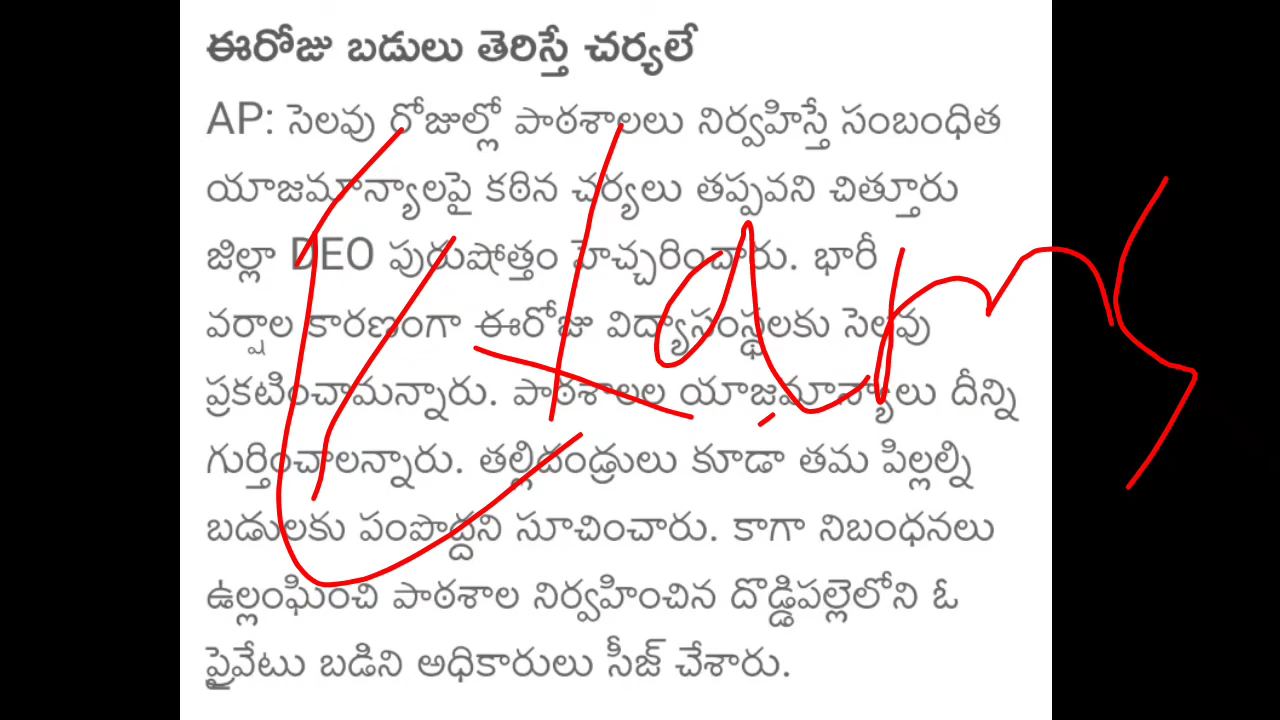 ఈరోజు బడులు తెరిస్తే చర్యలే
AP: సెలవు రోజుల్లో పాఠశాలలు నిర్వహిస్తే సంబంధిత
యాజమాన్యాలపై కఠిన చర్యలు తప్పవని చిత్తూరు
జిల్లా DEO పురుషోత్తం హెచ్చరించారు. భారీ
వర్షాల కారణంగా ఈరోజు విద్యాసంస్థలకు సెలవు
ప్రకటించామన్నారు. పాఠశాలల యాజమాన్యాలు దీన్ని
గుర్తించాలన్నారు. తల్లిదండ్రులు కూడా తమ పిల్లల్ని
బడులకు పంపొద్దని సూచించారు. కాగా నిబంధనలు
ఉల్లంఘించి పాఠశాల నిర్వహించిన దొడ్డిపల్లెలోని ఓ
ప్రైవేటు బడిని అధికారులు సీజ్ చేశారు.